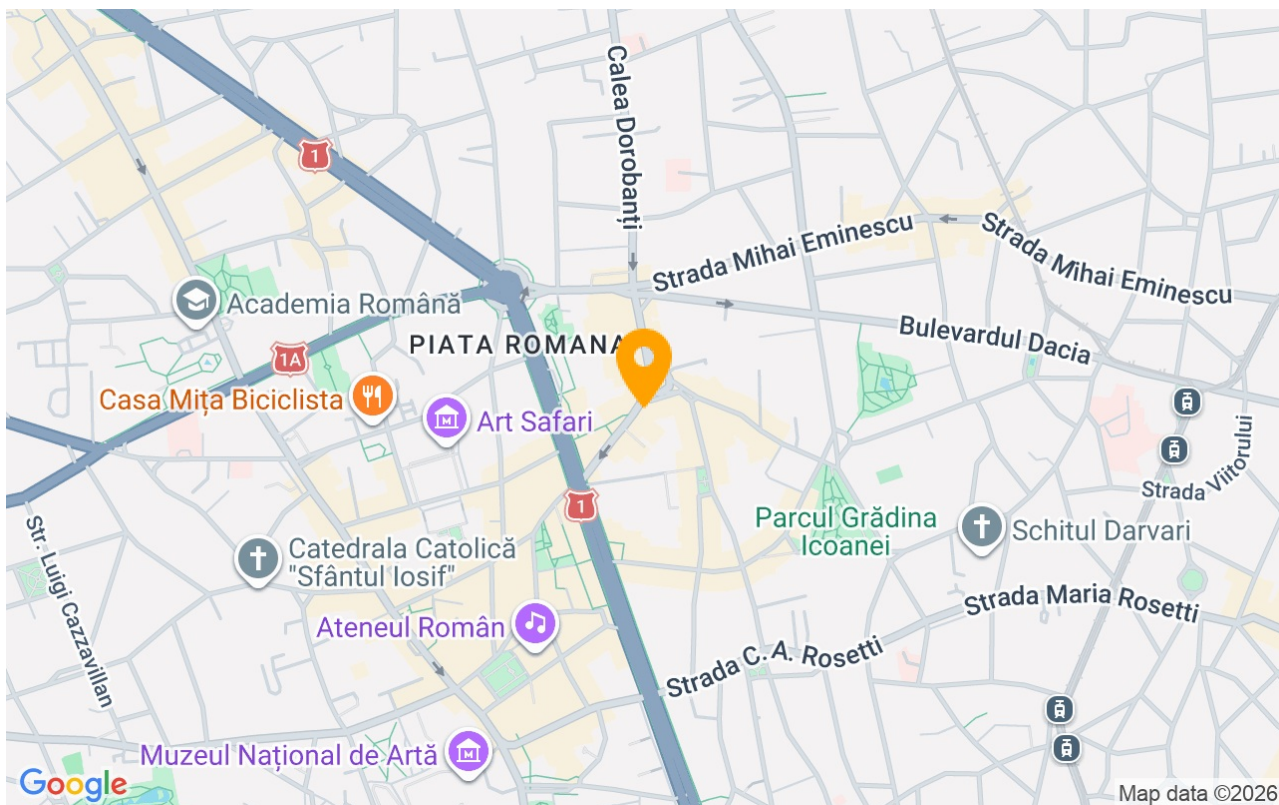 Calea Dorobanți
1
Strada Mihai Eminescu
Strada Mihai Eminescu
Academia Română
PIATA ROMANA
Bulevardul Dacia
1A
Casa Mița Biciclista
Art Safari
Strada Viitorului
1
Parcul Grădina
Icoanei
Schitul Darvari
Str. Luigi Cazzavillan
Catedrala Catolică
"Sfântul Iosif"
Strada Maria Rosetti
Ateneul Român
Strada C. A. Rosetti
Muzeul Național de Artă
M
M
Google
Map data ©2026